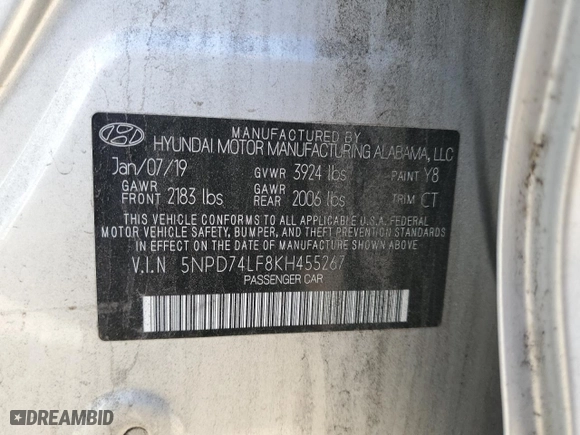 MANUFACTURED BY
HYUNDAI MOTOR MANUFACTURING ALABAMA, LLC
Jan/07/19 GVWR 3924 lbs PAINT Y8
GAWR FRONT 2183 lbs GAWR REAR 2006 lbs TRIM CT
THIS VEHICLE CONFORMS TO ALL APPLICABLE U.S.A. FEDERAL
MOTOR VEHICLE SAFETY, BUMPER, AND THEFT PREVENTION STANDARDS
IN EFFECT ON THE DATE OF MANUFACTURE SHOWN ABOVE.
V.I.N 5NPD74LF8KH455267
PASSENGER CAR
DREAMBID